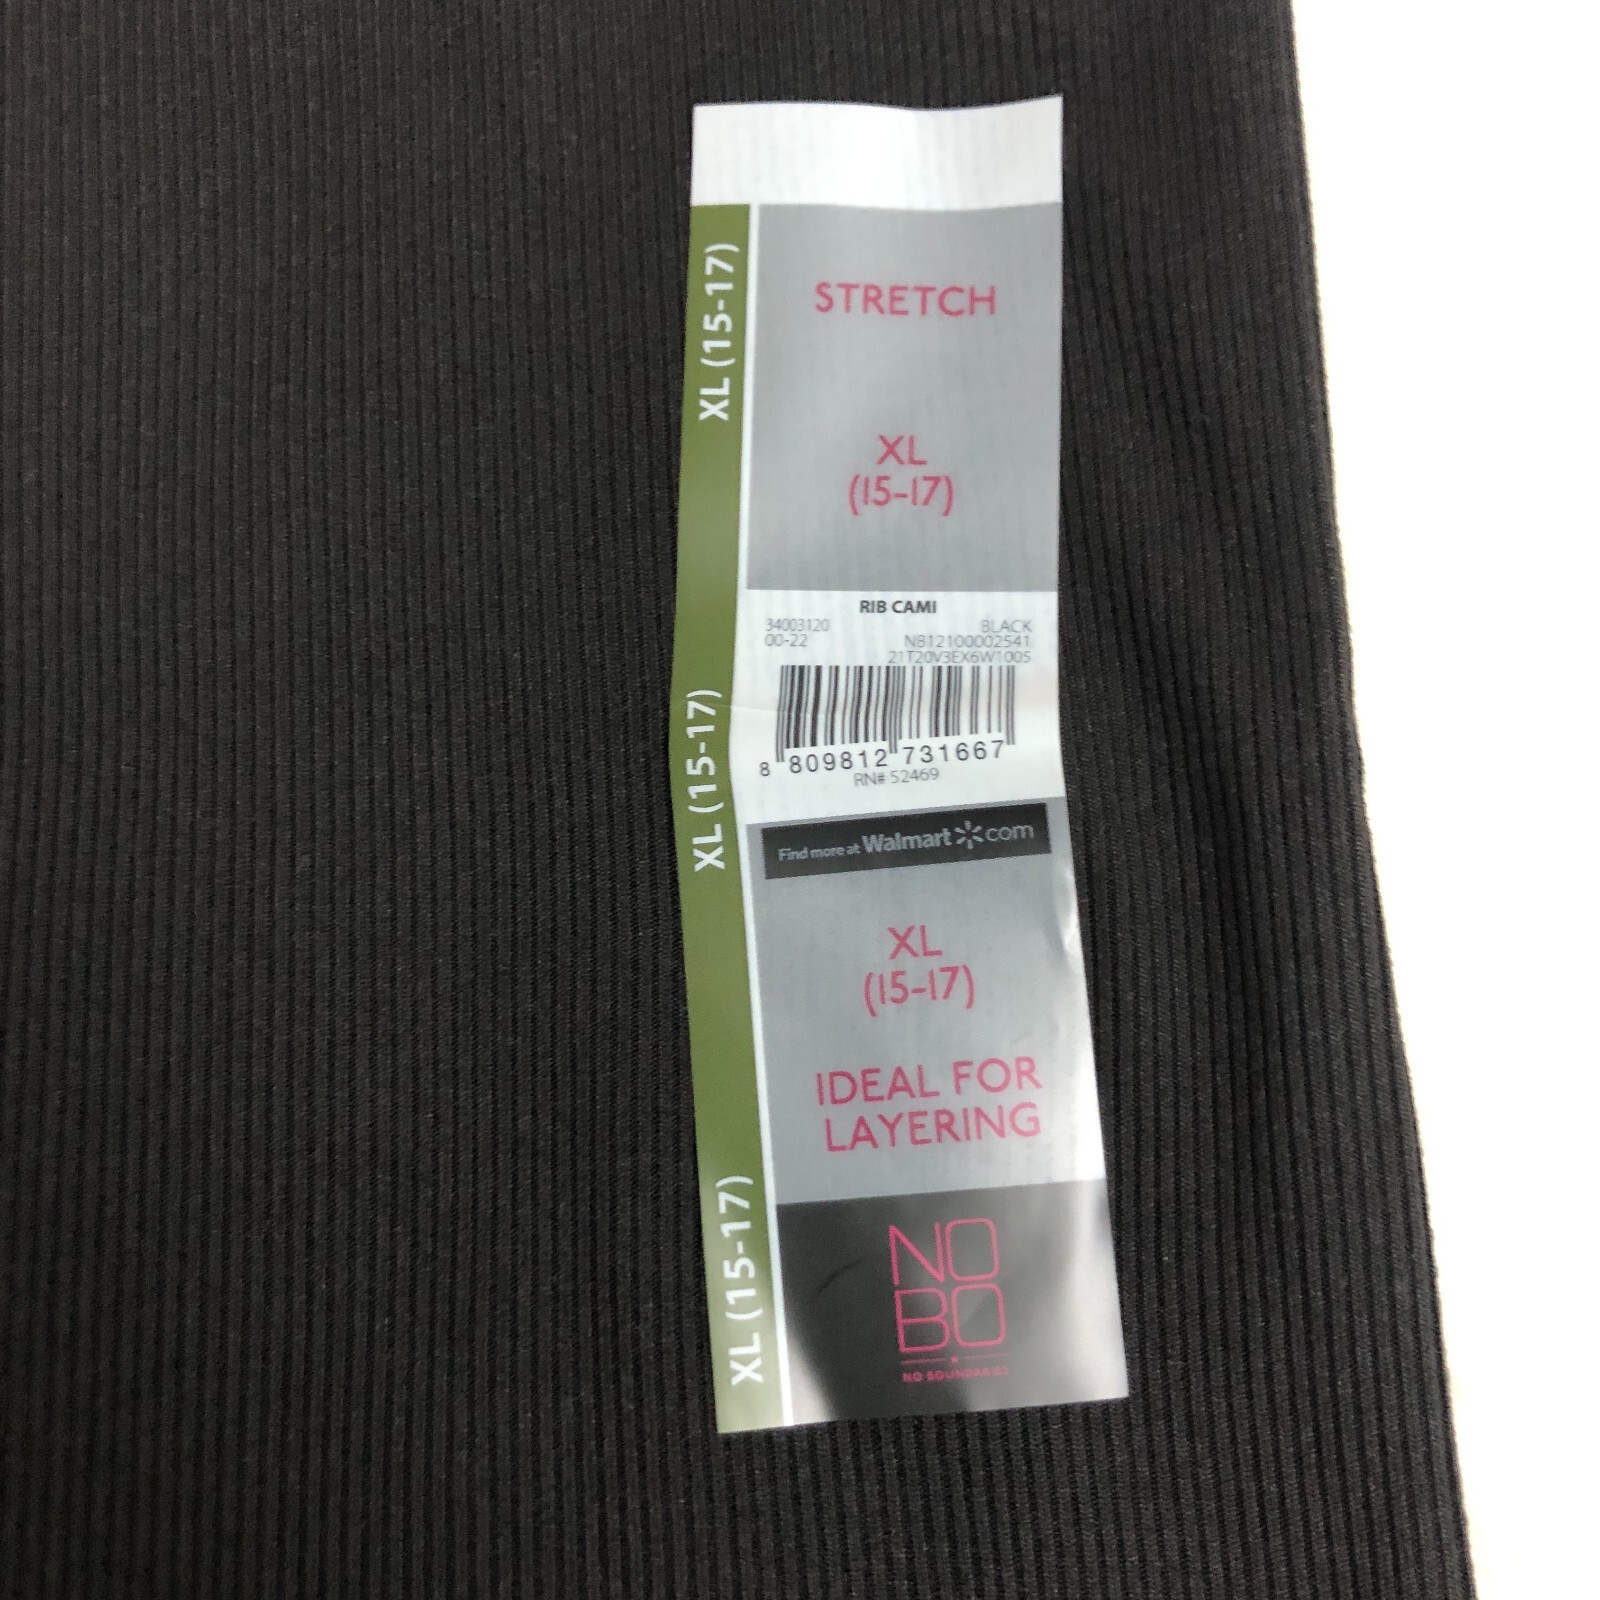 XL (15-17)
STRETCH
XL
(15-17)
RIB CAMI
34003120 BLACK
00-22 NB12100002541
21T20V3EX6W1005
8 809812 731667
RN# 52469
XL (15-17)
Find more at Walmart com
XL
(15-17)
IDEAL FOR
LAYERING
XL (15-17)
NO
BO
NO BOUNDARIES